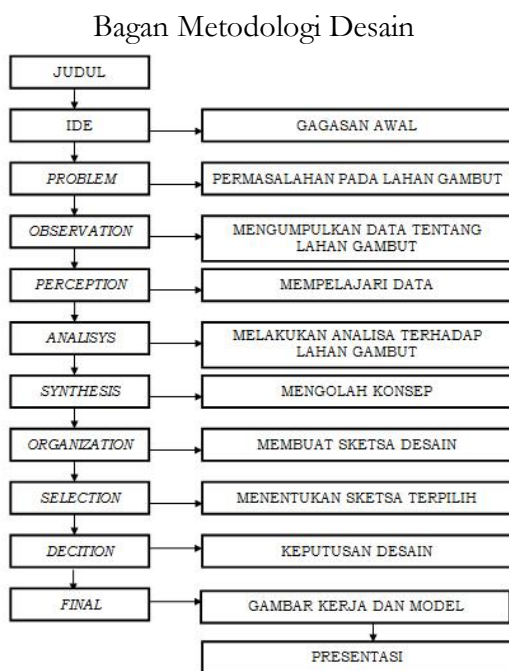 Bagan Metodologi Desain
JUDUL
IDE
GAGASAN AWAL
PROBLEM
PERMASALAHAN PADA LAHAN GAMBUT
OBSERVATION
MENGUMPULKAN DATA TENTANG
LAHAN GAMBUT
PERCEPTION
MEMPELAJARI DATA
ANALISYS
MELAKUKAN ANALISA TERHADAP
LAHAN GAMBUT
SYNTHESIS
MENGOLAH KONSEP
ORGANIZATION
MEMBUAT SKETSA DESAIN
SELECTION
MENENTUKAN SKETSA TERPILIH
DECITION
KEPUTUSAN DESAIN
FINAL
GAMBAR KERJA DAN MODEL
PRESENTASI